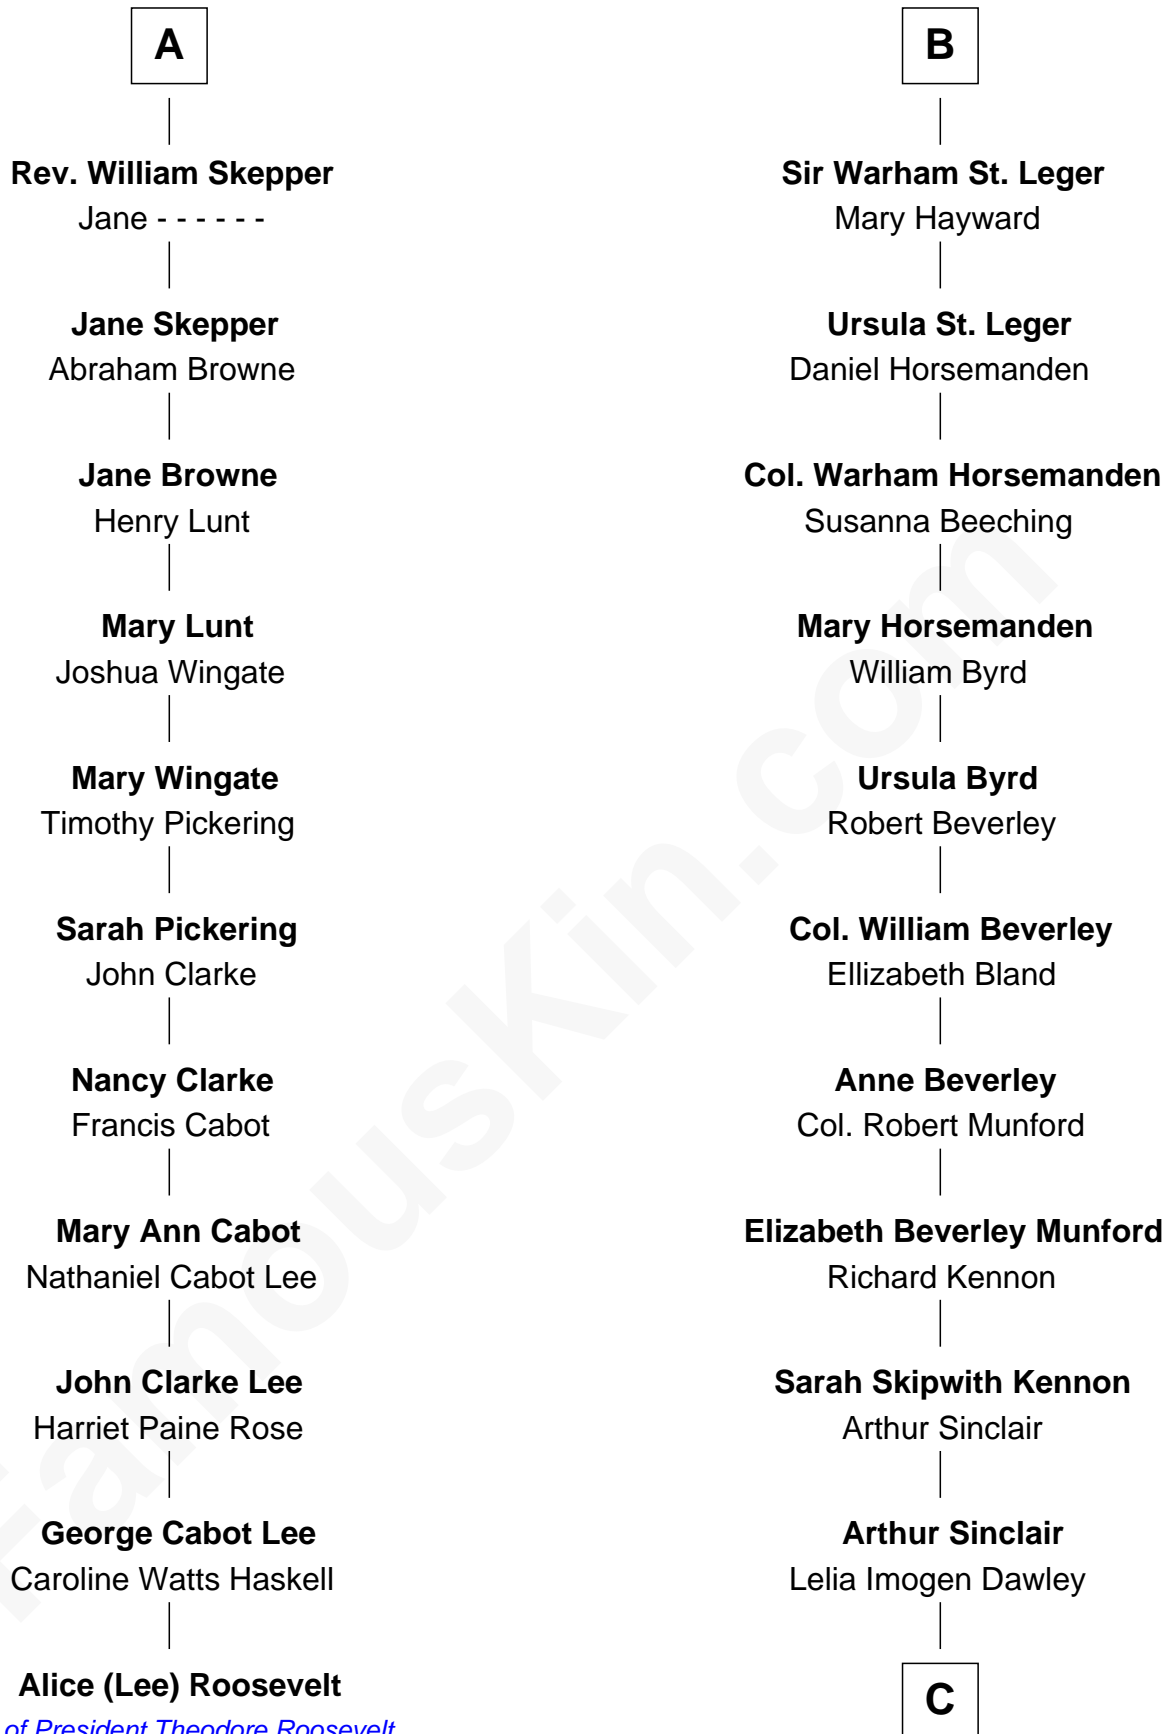 A
Rev. William Skepper
Jane - - - - - -
Jane Skepper
Abraham Browne
Jane Browne
Henry Lunt
Mary Lunt
Joshua Wingate
Mary Wingate
Timothy Pickering
Sarah Pickering
John Clarke
Nancy Clarke
Francis Cabot
Mary Ann Cabot
Nathaniel Cabot Lee
John Clarke Lee
Harriet Paine Rose
George Cabot Lee
Caroline Watts Haskell
Alice (Lee) Roosevelt
of President Theodore Roosevelt
B
Sir Warham St. Leger
Mary Hayward
Ursula St. Leger
Daniel Horsemanden
Col. Warham Horsemanden
Susanna Beeching
Mary Horsemanden
William Byrd
Ursula Byrd
Robert Beverley
Col. William Beverley
Ellizabeth Bland
Anne Beverley
Col. Robert Munford
Elizabeth Beverley Munford
Richard Kennon
Sarah Skipwith Kennon
Arthur Sinclair
Arthur Sinclair
Lelia Imogen Dawley
C
FamousKin.com